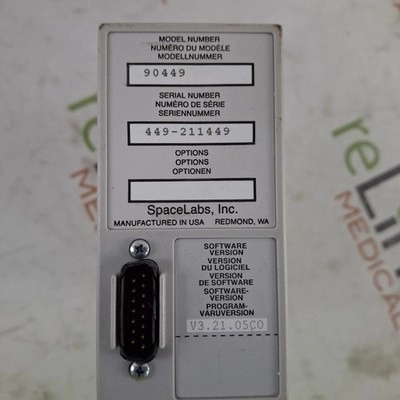 MODEL NUMBER
NUMÉRO DU MODÈLE
MODELLNUMMER
90449
SERIAL NUMBER
NUMÉRO DE SÉRIE
SERIENNUMMER
449-211449
OPTIONS
OPTIONS
OPTIONEN
SpaceLabs, Inc.
MANUFACTURED IN USA REDMOND, WA
SOFTWARE
VERSION
VERSION
DU LOGICIEL
VERSION
DE SOFTWARE
SOFTWARE-
VERSION
PROGRAM-
VARUVERSION
V3.21.05C0
reLink
MEDICAL